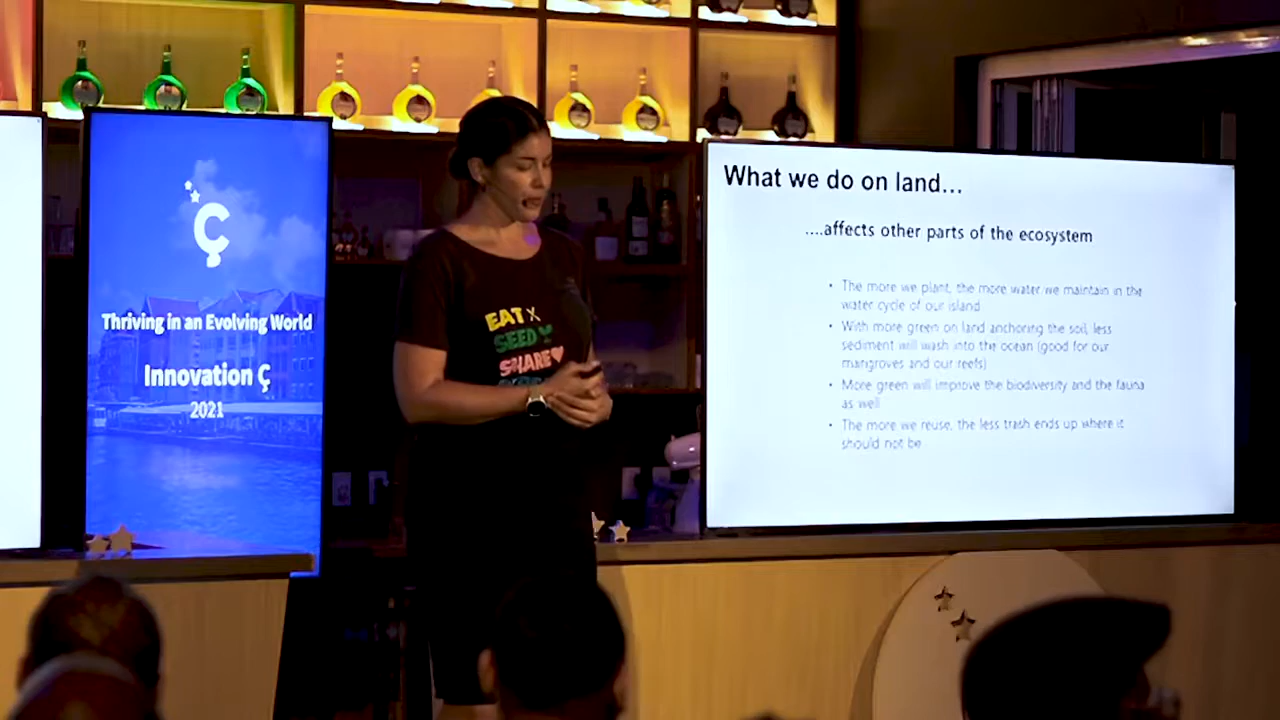 Ç
Thriving in an Evolving World
Innovation Ç
2021
EAT
SEED
SHARE
What we do on land...
....affects other parts of the ecosystem
• The more we plant, the more water we maintain in the
water cycle of our island
• With more green on land anchoring the soil, less
sediment will wash into the ocean (good for our
mangroves and our reefs)
• More green will improve the biodiversity and the fauna
as well
• The more we reuse, the less trash ends up where it
should not be